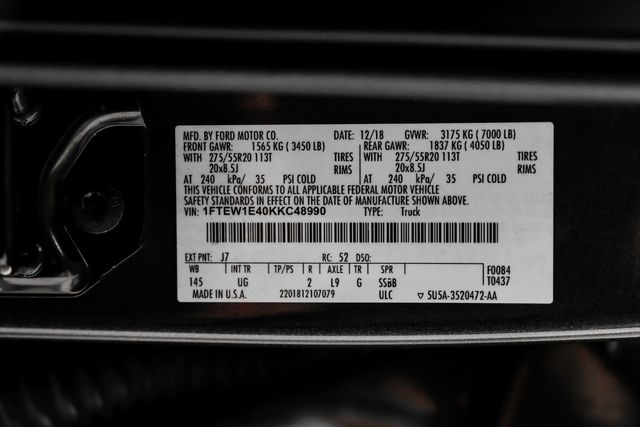 MFD. BY FORD MOTOR CO. DATE: 12/18 GVWR: 3175 KG ( 7000 LB)
FRONT GAWR: 1565 KG ( 3450 LB) REAR GAWR: 1837 KG ( 4050 LB)
WITH 275/55R20 113T TIRES WITH 275/55R20 113T TIRES
20x8.5J RIMS 20x8.5J RIMS
AT 240 kPa/ 35 PSI COLD AT 240 kPa/ 35 PSI COLD
THIS VEHICLE CONFORMS TO ALL APPLICABLE FEDERAL MOTOR VEHICLE
SAFETY STANDARDS IN EFFECT ON THE DATE OF MANUFACTURE SHOWN ABOVE.
VIN: 1FTEW1E40KKC48990 TYPE: Truck
EXT PNT: J7 RC: 52 DSO:
WB INT TR TP/PS R AXLE TR SPR F0084
145 UG 2 L9 G SSBB T0437
MADE IN U.S.A. 2201812107079 ULC ▽ 5U5A-3520472-AA